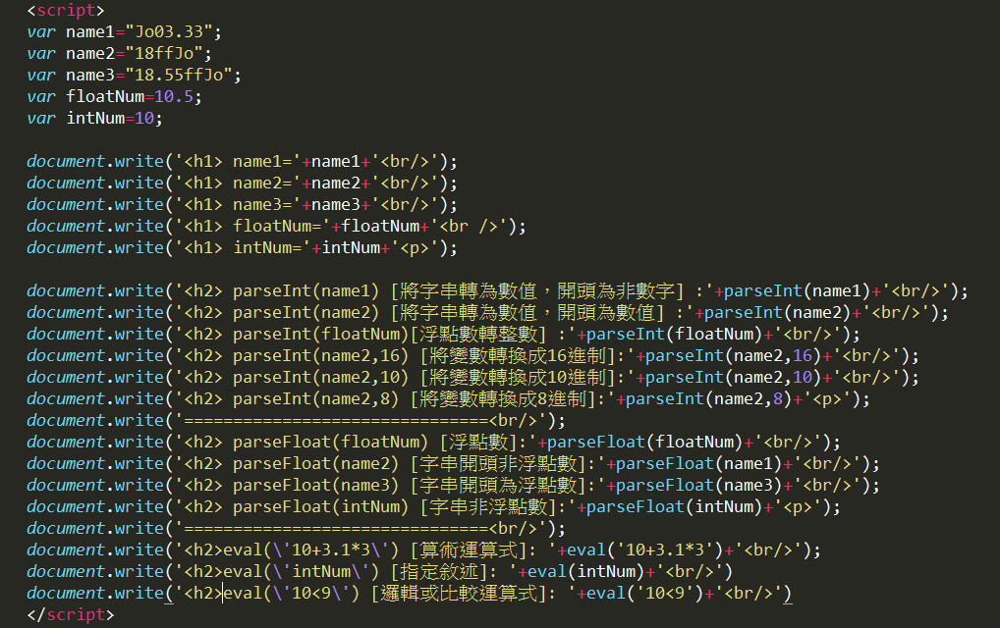 <script>
var name1="Jo03.33";
var name2="18ffJo";
var name3="18.55ffJo";
var floatNum=10.5;
var intNum=10;
document.write('<h1> name1='+name1+'<br/>');
document.write('<h1> name2='+name2+'<br/>');
document.write('<h1> name3='+name3+'<br/>');
document.write('<h1> floatNum='+floatNum+'<br />');
document.write('<h1> intNum='+intNum+'<p>');
document.write('<h2> parseInt(name1) [將字串轉為數值，開頭為非數字] :'+parseInt(name1)+'<br/>');
document.write('<h2> parseInt(name2) [將字串轉為數值，開頭為數值] :'+parseInt(name2)+'<br/>');
document.write('<h2> parseInt(floatNum)[浮點數轉整數] :'+parseInt(floatNum)+'<br/>');
document.write('<h2> parseInt(name2,16) [將變數轉換成16進制]:'+parseInt(name2,16)+'<br/>');
document.write('<h2> parseInt(name2,10) [將變數轉換成10進制]:'+parseInt(name2,10)+'<br/>');
document.write('<h2> parseInt(name2,8) [將變數轉換成8進制]:'+parseInt(name2,8)+'<p>');
document.write('===============================<br/>');
document.write('<h2> parseFloat(floatNum) [浮點數]:'+parseFloat(floatNum)+'<br/>');
document.write('<h2> parseFloat(name2) [字串開頭非浮點數]:'+parseFloat(name1)+'<br/>');
document.write('<h2> parseFloat(name3) [字串開頭為浮點數]:'+parseFloat(name3)+'<br/>');
document.write('<h2> parseFloat(intNum) [字串非浮點數]:'+parseFloat(intNum)+'<p>');
document.write('===============================<br/>');
document.write('<h2>eval(\'10+3.1*3\') [算術運算式]: '+eval('10+3.1*3')+'<br/>');
document.write('<h2>eval(\'intNum\') [指定敘述]: '+eval(intNum)+'<br/>')
document.write('<h2>eval(\'10<9\') [邏輯或比較運算式]: '+eval('10<9')+'<br/>')
</script>